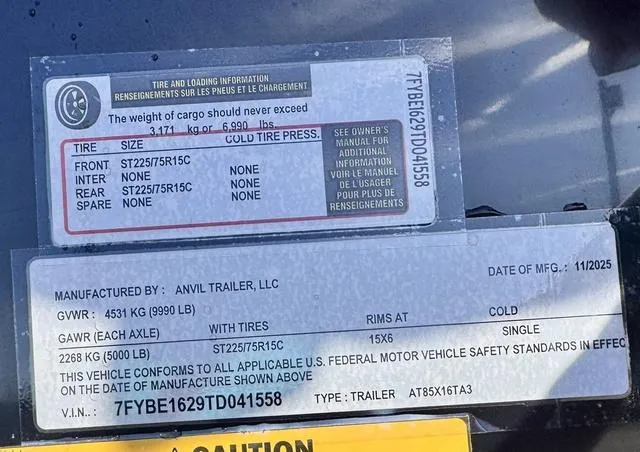 TIRE AND LOADING INFORMATION
RENSEIGNEMENTS SUR LES PNEUS ET LE CHARGEMENT
The weight of cargo should never exceed
3,171 kg or 6,990 lbs.
TIRE SIZE COLD TIRE PRESS.
FRONT ST225/75R15C NONE
INTER NONE NONE
REAR ST225/75R15C NONE
SPARE NONE
SEE OWNER'S
MANUAL FOR
ADDITIONAL
INFORMATION
VOIR LE MANUEL
DE L'USAGER
POUR PLUS DE
RENSEIGNEMENTS
7FYBE1629TD041558
MANUFACTURED BY : ANVIL TRAILER, LLC DATE OF MFG. : 11/2025
GVWR : 4531 KG (9990 LB)
GAWR (EACH AXLE) WITH TIRES RIMS AT COLD
2268 KG (5000 LB) ST225/75R15C 15X6 SINGLE
THIS VEHICLE CONFORMS TO ALL APPLICABLE U.S. FEDERAL MOTOR VEHICLE SAFETY STANDARDS IN EFFEC
ON THE DATE OF MANUFACTURE SHOWN ABOVE
V.I.N.: 7FYBE1629TD041558 TYPE : TRAILER AT85X16TA3
CAUTION